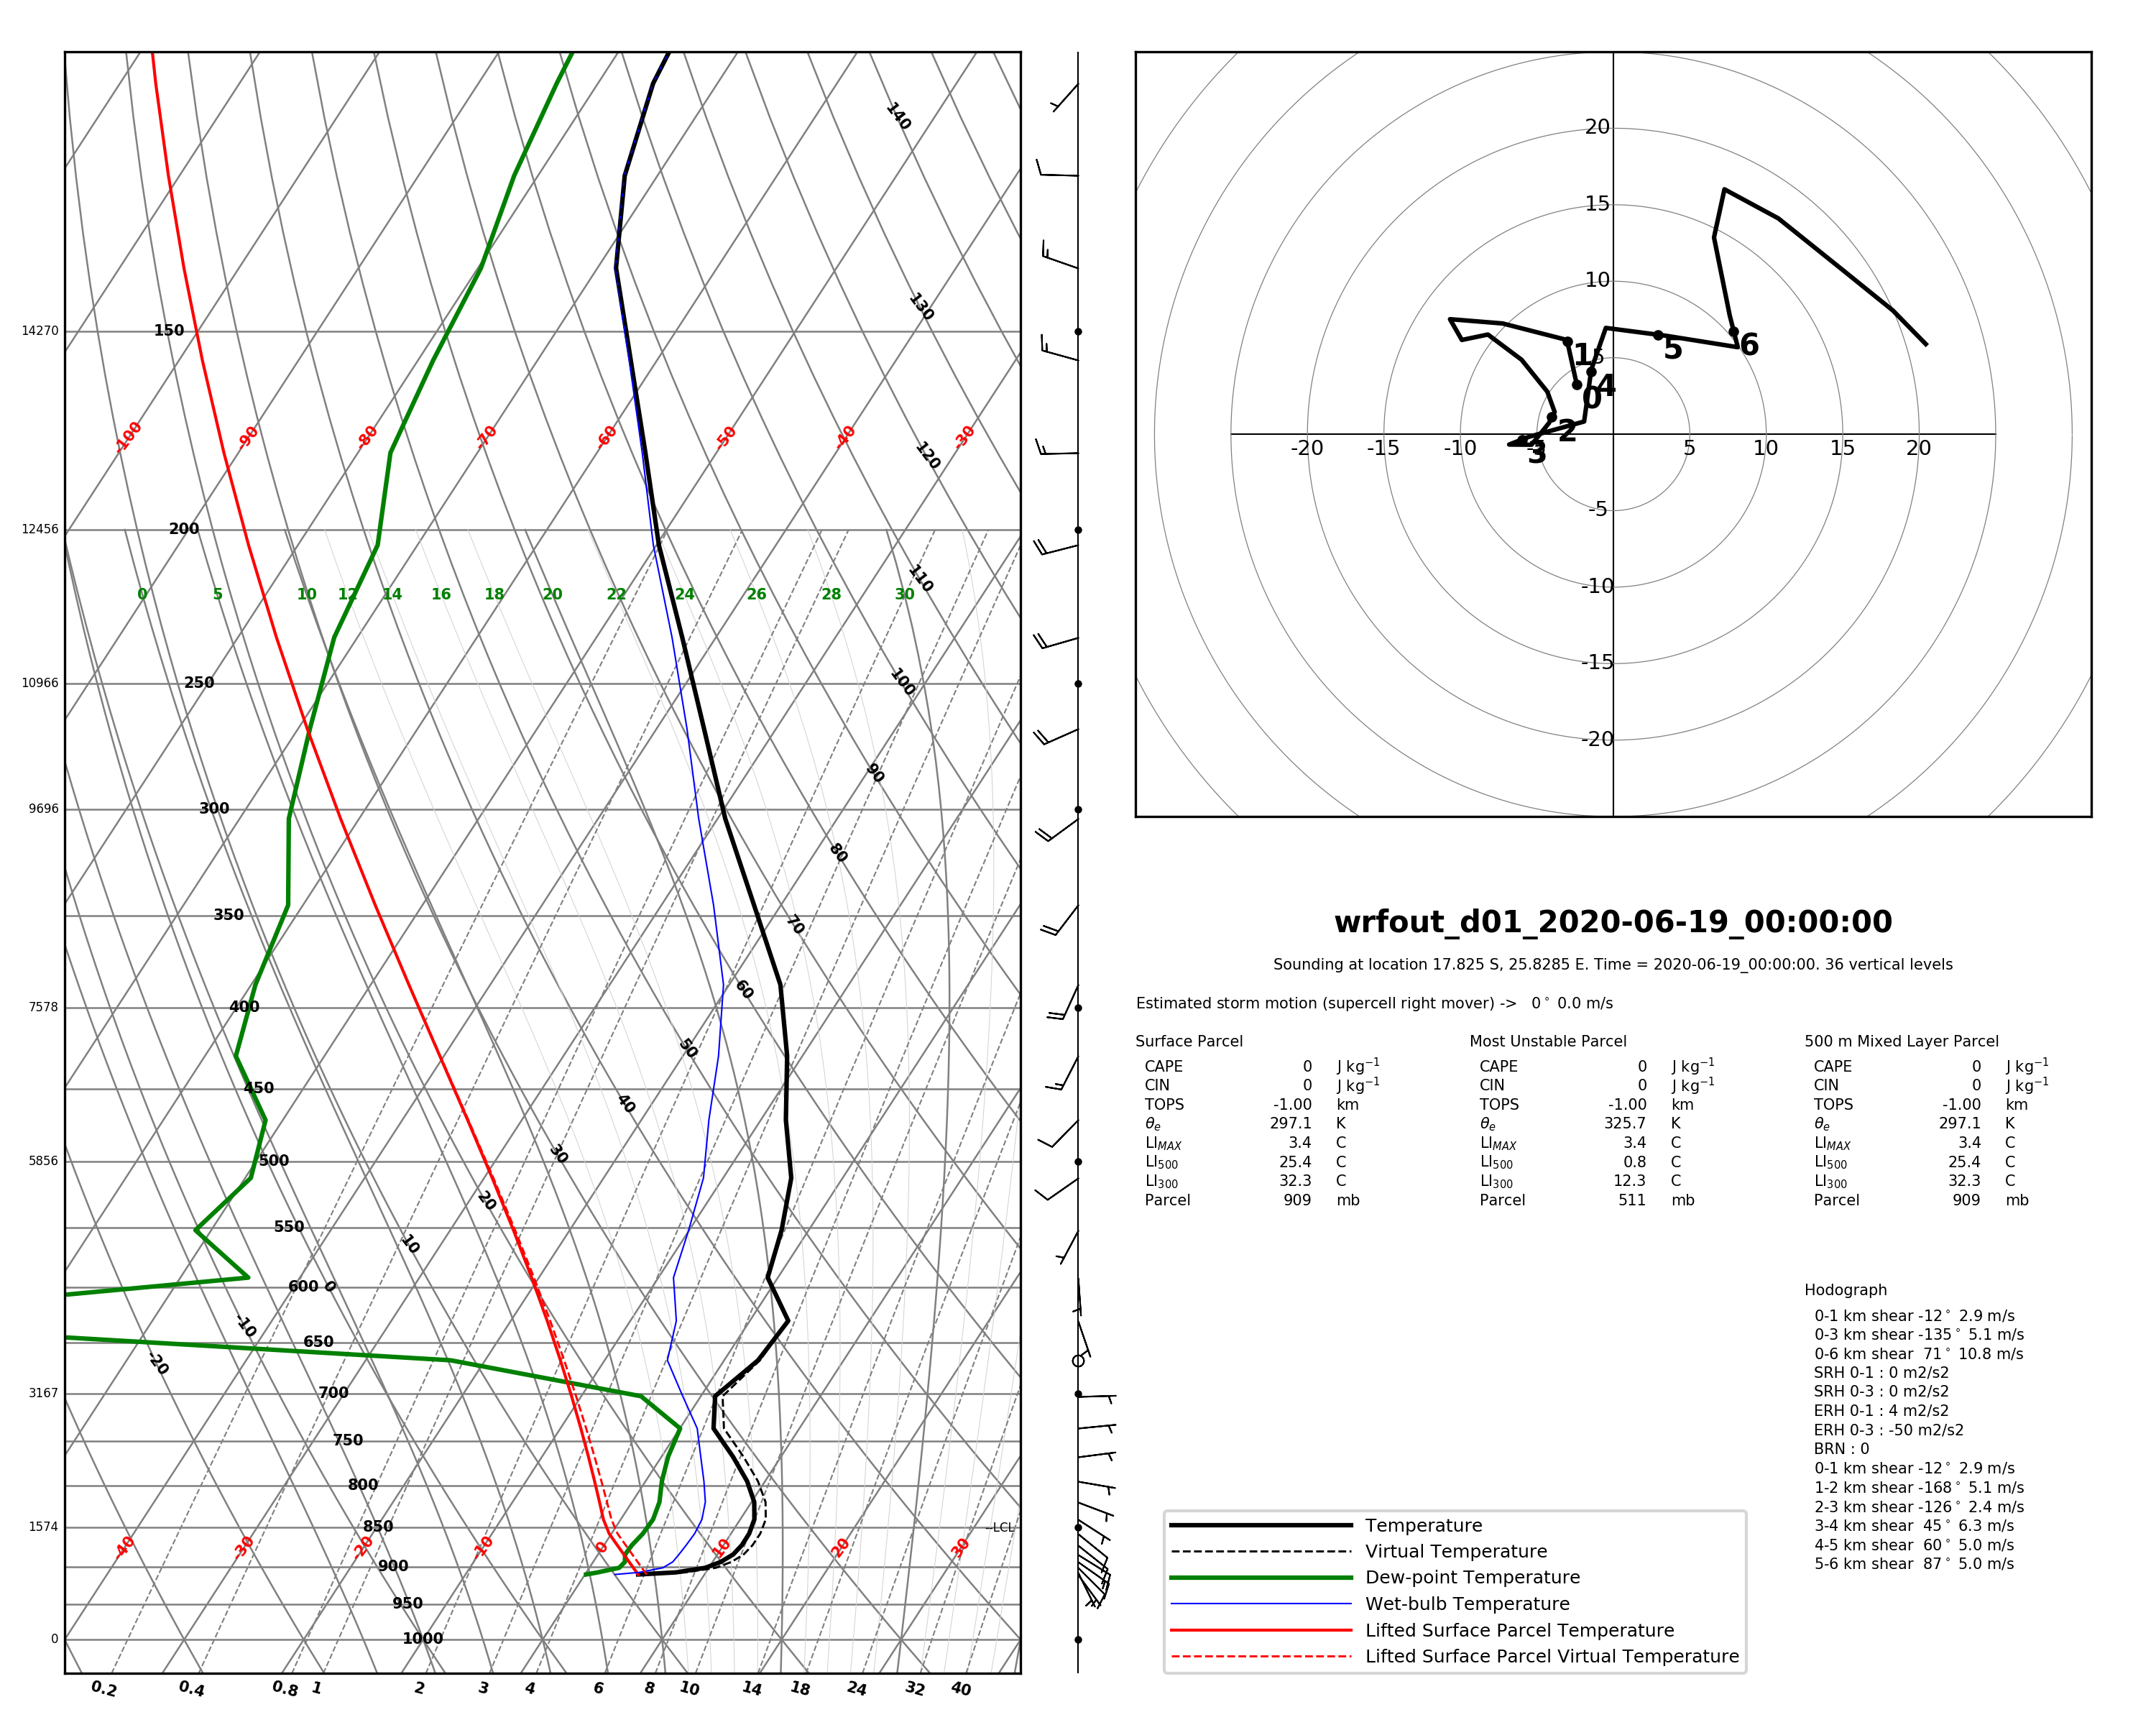 140
130
120
110
100
90
80
70
60
50
40
30
20
10
0
-10
-20
14270 150
-100 -90 -80 -70 -60 -50 -40 -30
12456 200
0 5 10 12 14 16 18 20 22 24 26 28 30
10966 250
9696 300
350
7578 400
450
5856 500
550
600
650
3167 700
750
800
1574 850 --LCL
-40 -30 -20 -10 0 10 20 30
900
950
0 1000
0.2 0.4 0.8 1 2 3 4 6 8 10 14 18 24 32 40
20
15
10
5
-20 -15 -10 -5 5 10 15 20
-5
-10
-15
-20
0
1
2
3
4
5
6
wrfout_d01_2020-06-19_00:00:00
Sounding at location 17.825 S, 25.8285 E. Time = 2020-06-19_00:00:00. 36 vertical levels
Estimated storm motion (supercell right mover) -> 0° 0.0 m/s
Surface Parcel
CAPE 0 J kg⁻¹
CIN 0 J kg⁻¹
TOPS -1.00 km
θe 297.1 K
LI MAX 3.4 C
LI 500 25.4 C
LI 300 32.3 C
Parcel 909 mb
Most Unstable Parcel
CAPE 0 J kg⁻¹
CIN 0 J kg⁻¹
TOPS -1.00 km
θe 325.7 K
LI MAX 3.4 C
LI 500 0.8 C
LI 300 12.3 C
Parcel 511 mb
500 m Mixed Layer Parcel
CAPE 0 J kg⁻¹
CIN 0 J kg⁻¹
TOPS -1.00 km
θe 297.1 K
LI MAX 3.4 C
LI 500 25.4 C
LI 300 32.3 C
Parcel 909 mb
Hodograph
0-1 km shear -12° 2.9 m/s
0-3 km shear -135° 5.1 m/s
0-6 km shear 71° 10.8 m/s
SRH 0-1 : 0 m2/s2
SRH 0-3 : 0 m2/s2
ERH 0-1 : 4 m2/s2
ERH 0-3 : -50 m2/s2
BRN : 0
0-1 km shear -12° 2.9 m/s
1-2 km shear -168° 5.1 m/s
2-3 km shear -126° 2.4 m/s
3-4 km shear 45° 6.3 m/s
4-5 km shear 60° 5.0 m/s
5-6 km shear 87° 5.0 m/s
Temperature
Virtual Temperature
Dew-point Temperature
Wet-bulb Temperature
Lifted Surface Parcel Temperature
Lifted Surface Parcel Virtual Temperature